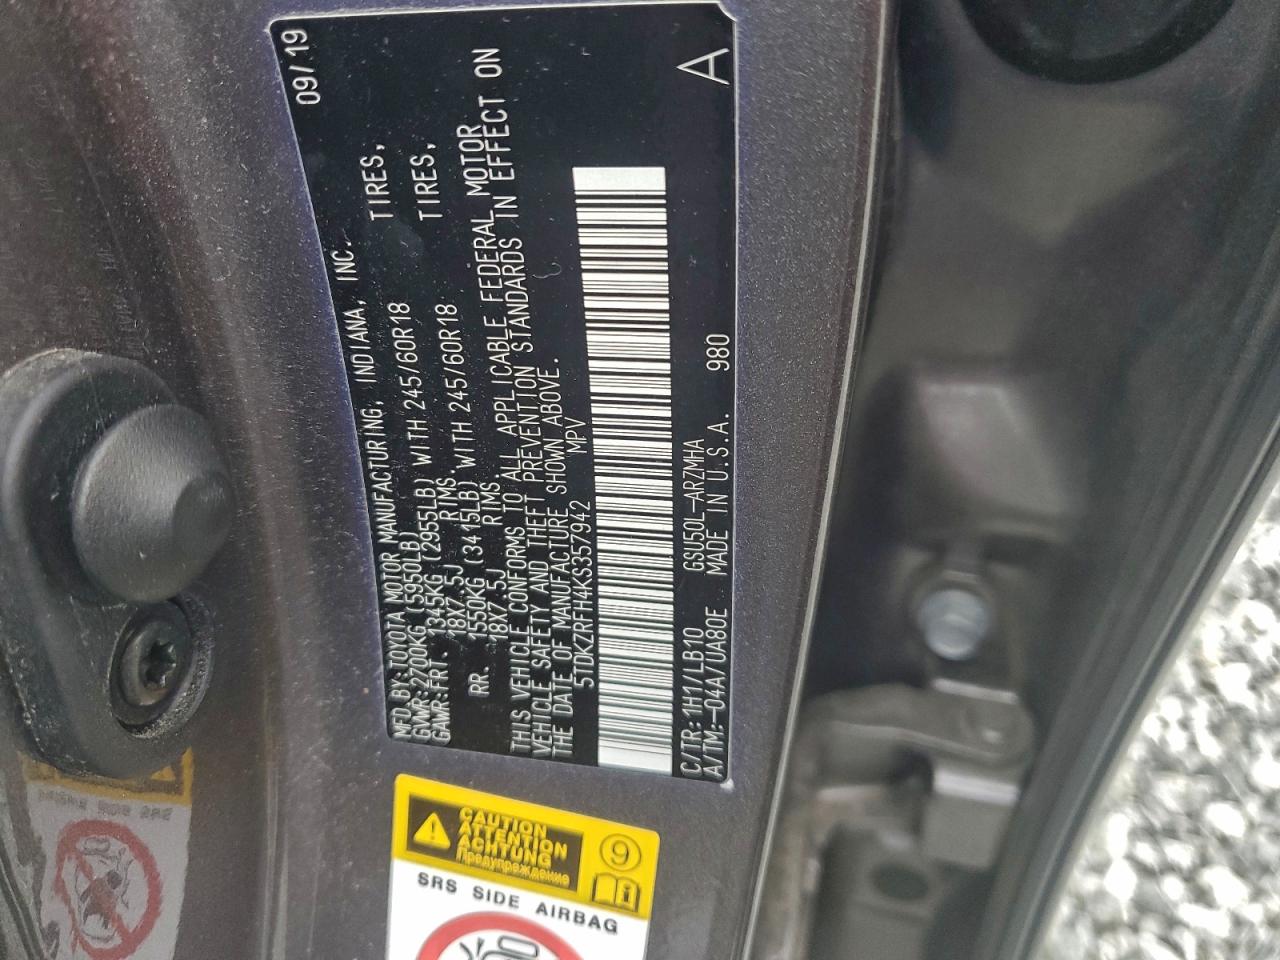 MFD.BY:TOYOTA MOTOR MANUFACTURING, INDIANA, INC. 09/19
GVWR:2700KG (5950LB)
GAWR:FRT. 1345KG (2955LB) WITH 245/60R18 TIRES,
18X7.5J RIMS,
RR. 1550KG (3415LB) WITH 245/60R18 TIRES,
18X7.5J RIMS
THIS VEHICLE CONFORMS TO ALL APPLICABLE FEDERAL MOTOR
VEHICLE SAFETY AND THEFT PREVENTION STANDARDS IN EFFECT ON
THE DATE OF MANUFACTURE SHOWN ABOVE.
5TDKZRFH4KS357942 MPV
C/TR:1H1/LB10 GSU50L-ARZMHA A
A/TM:-04A/UA80E MADE IN U.S.A. 980
CAUTION
ATTENTION
ACHTUNG
Предупреждение
9
SRS SIDE AIRBAG